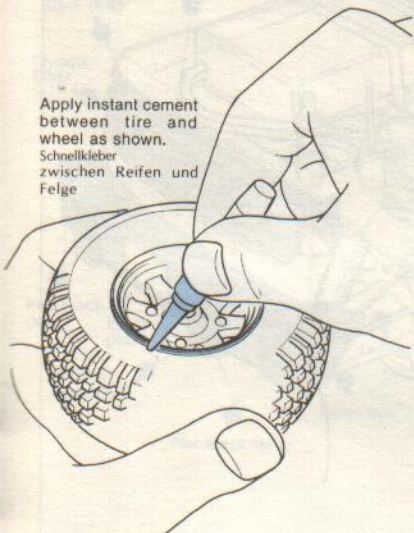 Apply instant cement
between tire and
wheel as shown.
Schnellkleber
zwischen Reifen und
Felge